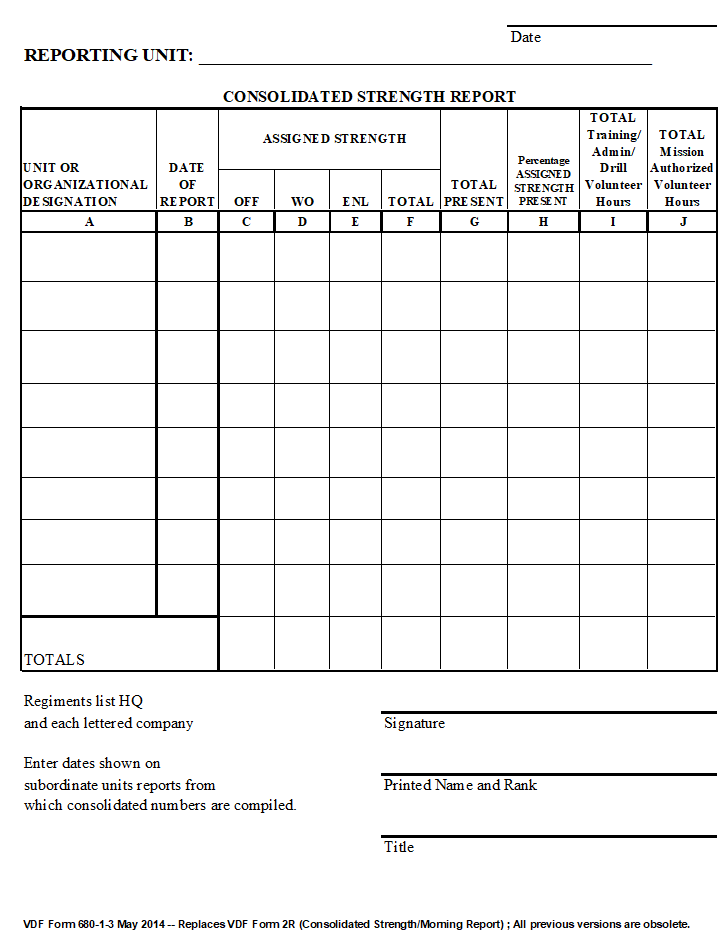 Date
REPORTING UNIT:
CONSOLIDATED STRENGTH REPORT
UNIT OR
ORGANIZATIONAL
DESIGNATION
DATE
OF
REPORT
ASSIGNED STRENGTH
OFF
WO
ENL
TOTAL
TOTAL
PRESENT
Percentage
ASSIGNED
STRENGTH
PRESENT
TOTAL
Training/
Admin/
Drill
Volunteer
Hours
TOTAL
Mission
Authorized
Volunteer
Hours
A B C D E F G H I J
TOTALS
Regiments list HQ
and each lettered company
Signature
Enter dates shown on
subordinate units reports from
which consolidated numbers are compiled.
Printed Name and Rank
Title
VDF Form 680-1-3 May 2014 -- Replaces VDF Form 2R (Consolidated Strength/Morning Report) ; All previous versions are obsolete.